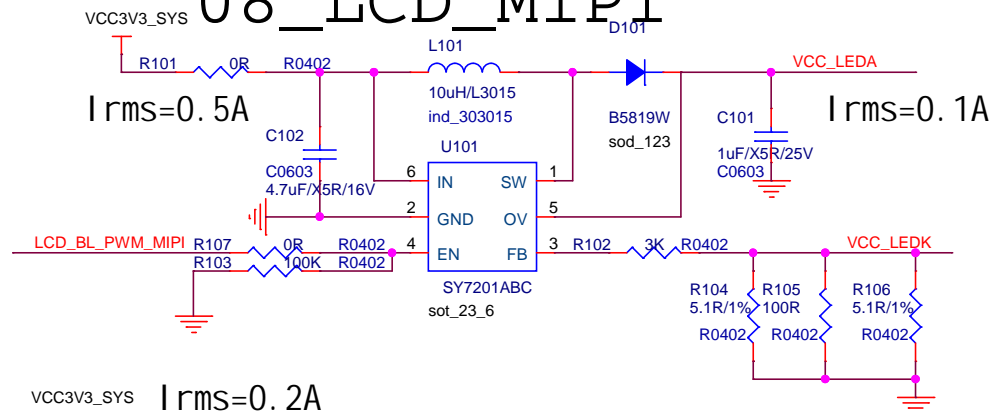 08_LCD_MIPI
VCC3V3_SYS
D101
L101
R101 0R R0402
VCC_LEDA
10uH/L3015
ind_303015
Irms=0.5A
B5819W
sod_123
C101
Irms=0.1A
C102
U101
1uF/X5R/25V
C0603
C0603
4.7uF/X5R/16V
6 IN SW 1
2 GND OV 5
LCD_BL_PWM_MIPI R107 0R R0402 4 EN FB 3 R102 3K R0402 VCC_LEDK
R103 100K R0402
SY7201ABC
sot_23_6
R104 R105 R106
5.1R/1% 100R 5.1R/1%
R0402 R0402 R0402
VCC3V3_SYS Irms=0.2A